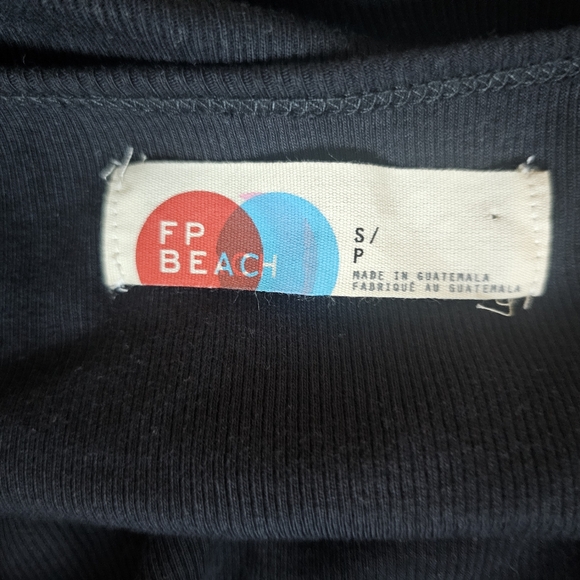 FP
BEACH
S/
P
MADE IN GUATEMALA
FABRIQUÉ AU GUATEMALA